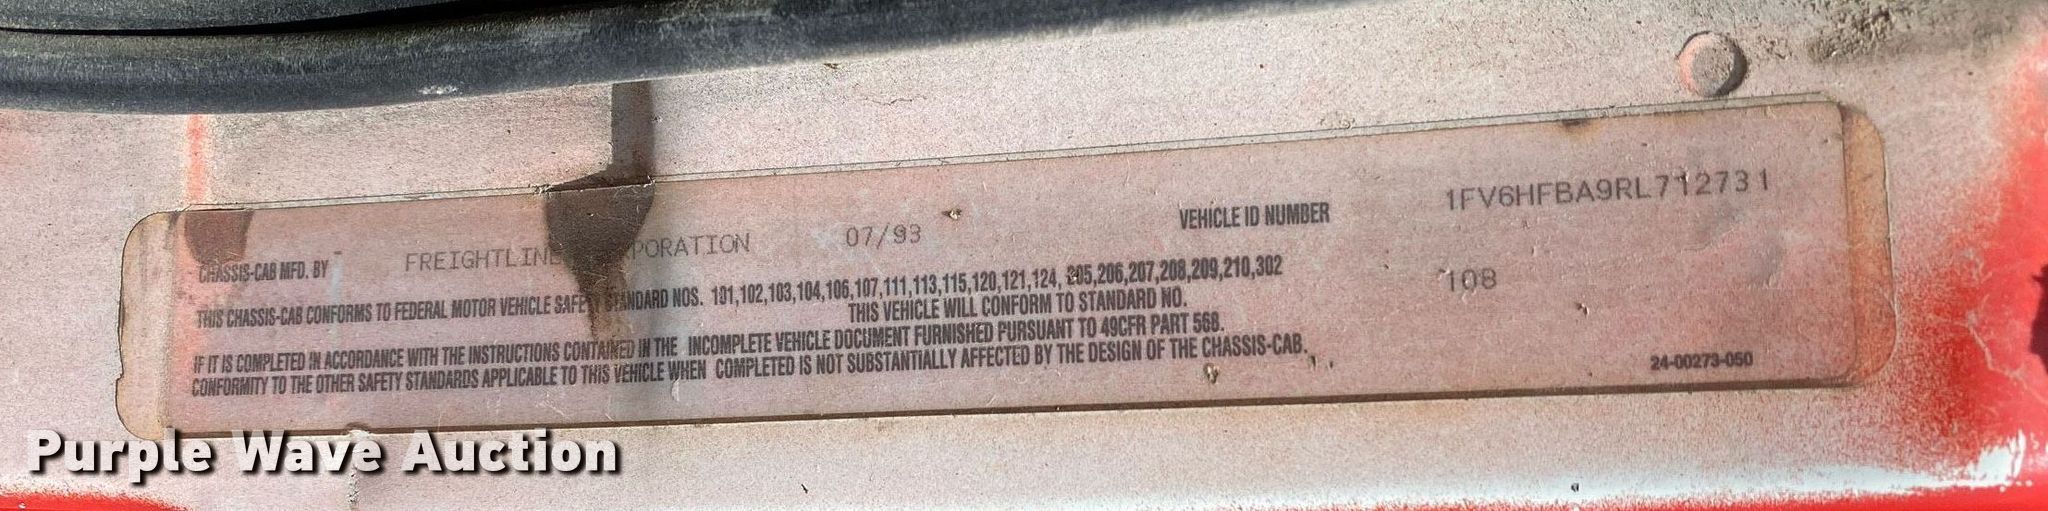 CHASSIS-CAB MFD. BY FREIGHTLINE PORATION 07/93 VEHICLE ID NUMBER 1FV6HFBA9RL712731
THIS CHASSIS-CAB CONFORMS TO FEDERAL MOTOR VEHICLE SAFETY STANDARD NOS. 101,102,103,104,106,107,111,113,115,120,121,124, 205,206,207,208,209,210,302
THIS VEHICLE WILL CONFORM TO STANDARD NO. 108
IF IT IS COMPLETED IN ACCORDANCE WITH THE INSTRUCTIONS CONTAINED IN THE INCOMPLETE VEHICLE DOCUMENT FURNISHED PURSUANT TO 49CFR PART 568.
CONFORMITY TO THE OTHER SAFETY STANDARDS APPLICABLE TO THIS VEHICLE WHEN COMPLETED IS NOT SUBSTANTIALLY AFFECTED BY THE DESIGN OF THE CHASSIS-CAB.
24-00273-050
Purple Wave Auction